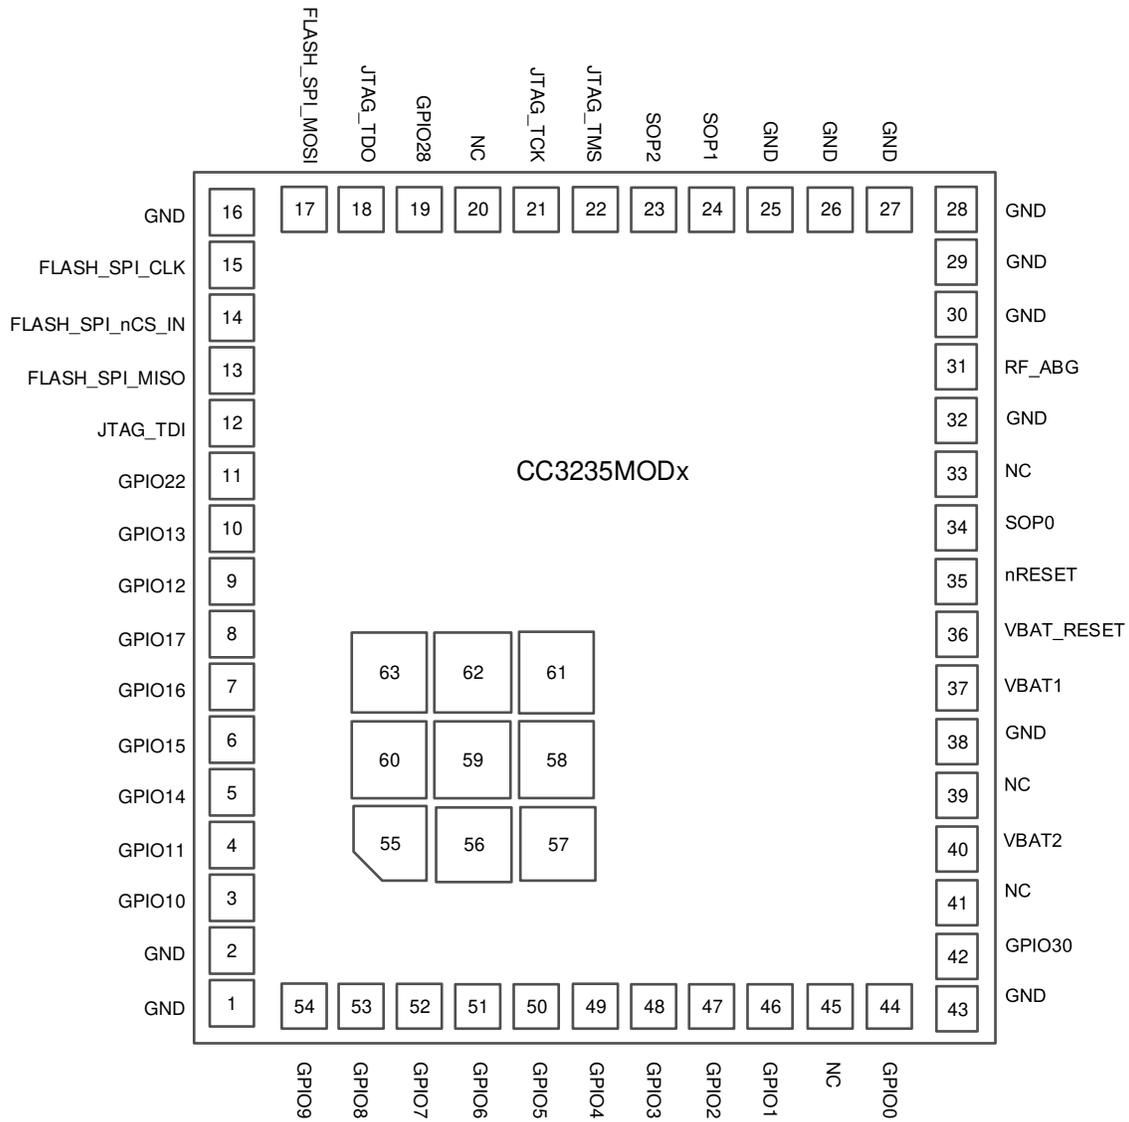 FLASH_SPI_MOSI
JTAG_TDO
GPIO28
NC
JTAG_TCK
JTAG_TMS
SOP2
SOP1
GND
GND
GND
17
18
19
20
21
22
23
24
25
26
27
GND
16
FLASH_SPI_CLK
15
FLASH_SPI_nCS_IN
14
FLASH_SPI_MISO
13
JTAG_TDI
12
GPIO22
11
GPIO13
10
GPIO12
9
GPIO17
8
GPIO16
7
GPIO15
6
GPIO14
5
GPIO11
4
GPIO10
3
GND
2
GND
1
CC3235MODx
63
62
61
60
59
58
55
56
57
28
GND
29
GND
30
GND
31
RF_ABG
32
GND
33
NC
34
SOP0
35
nRESET
36
VBAT_RESET
37
VBAT1
38
GND
39
NC
40
VBAT2
41
NC
42
GPIO30
43
GND
54
53
52
51
50
49
48
47
46
45
44
GPIO9
GPIO8
GPIO7
GPIO6
GPIO5
GPIO4
GPIO3
GPIO2
GPIO1
NC
GPIO0